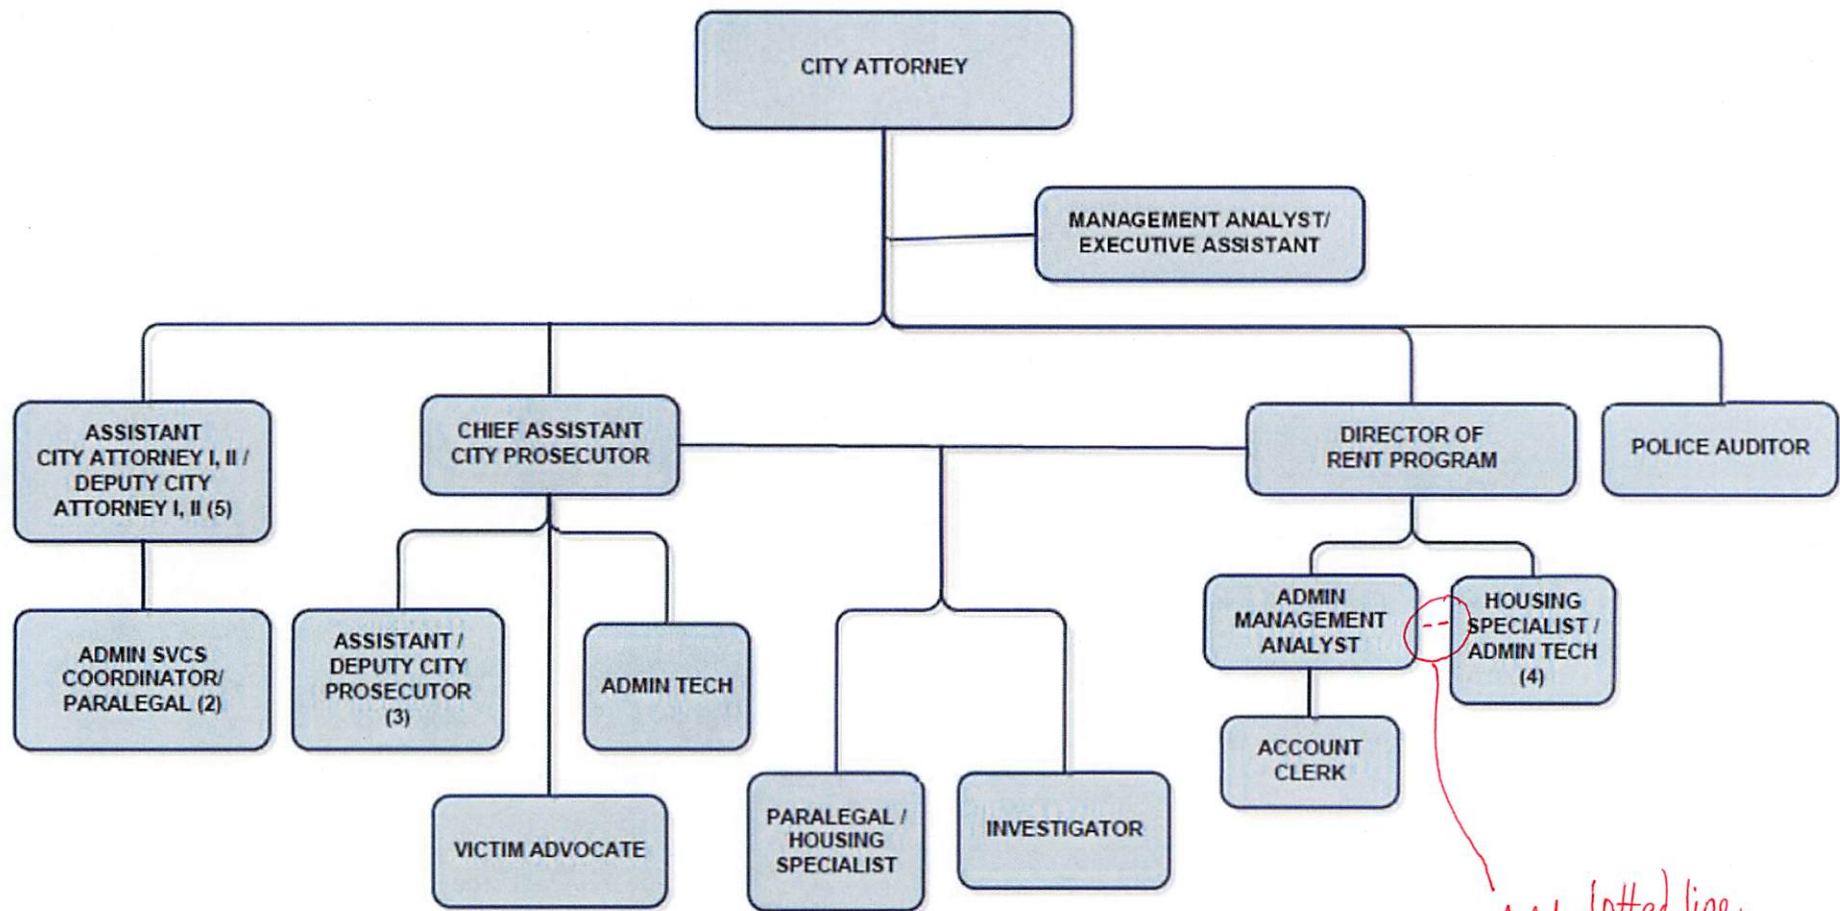 CITY ATTORNEY
MANAGEMENT ANALYST/
EXECUTIVE ASSISTANT
ASSISTANT
CITY ATTORNEY I, II /
DEPUTY CITY
ATTORNEY I, II (5)
CHIEF ASSISTANT
CITY PROSECUTOR
DIRECTOR OF
RENT PROGRAM
POLICE AUDITOR
ADMIN SVCS
COORDINATOR/
PARALEGAL (2)
ASSISTANT /
DEPUTY CITY
PROSECUTOR
(3)
ADMIN TECH
ADMIN
MANAGEMENT
ANALYST
HOUSING
SPECIALIST /
ADMIN TECH
(4)
ACCOUNT
CLERK
VICTIM ADVOCATE
PARALEGAL /
HOUSING
SPECIALIST
INVESTIGATOR
line